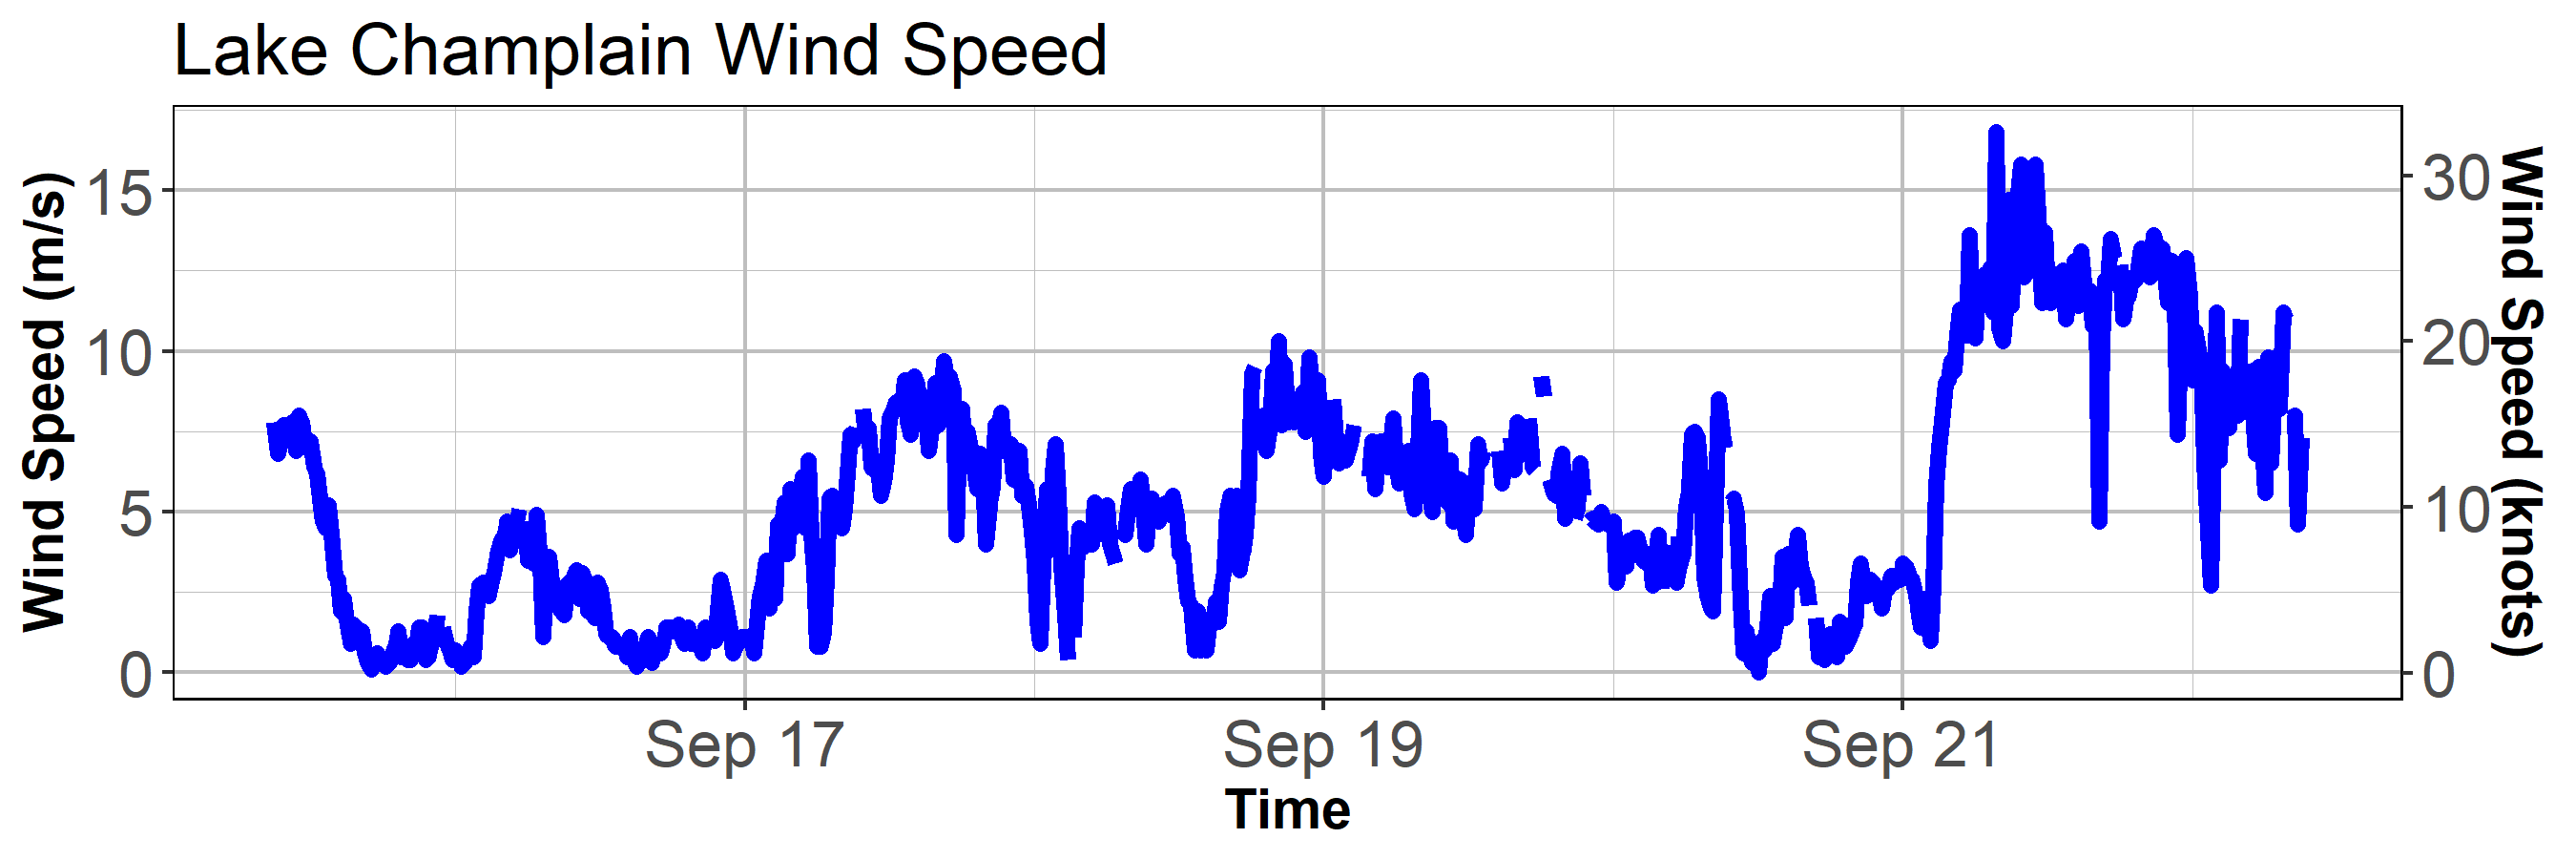 Lake Champlain Wind Speed
Wind Speed (m/s)
15
10
5
0
30
20
10
0
Wind Speed (knots)
Sep 17
Sep 19
Sep 21
Time